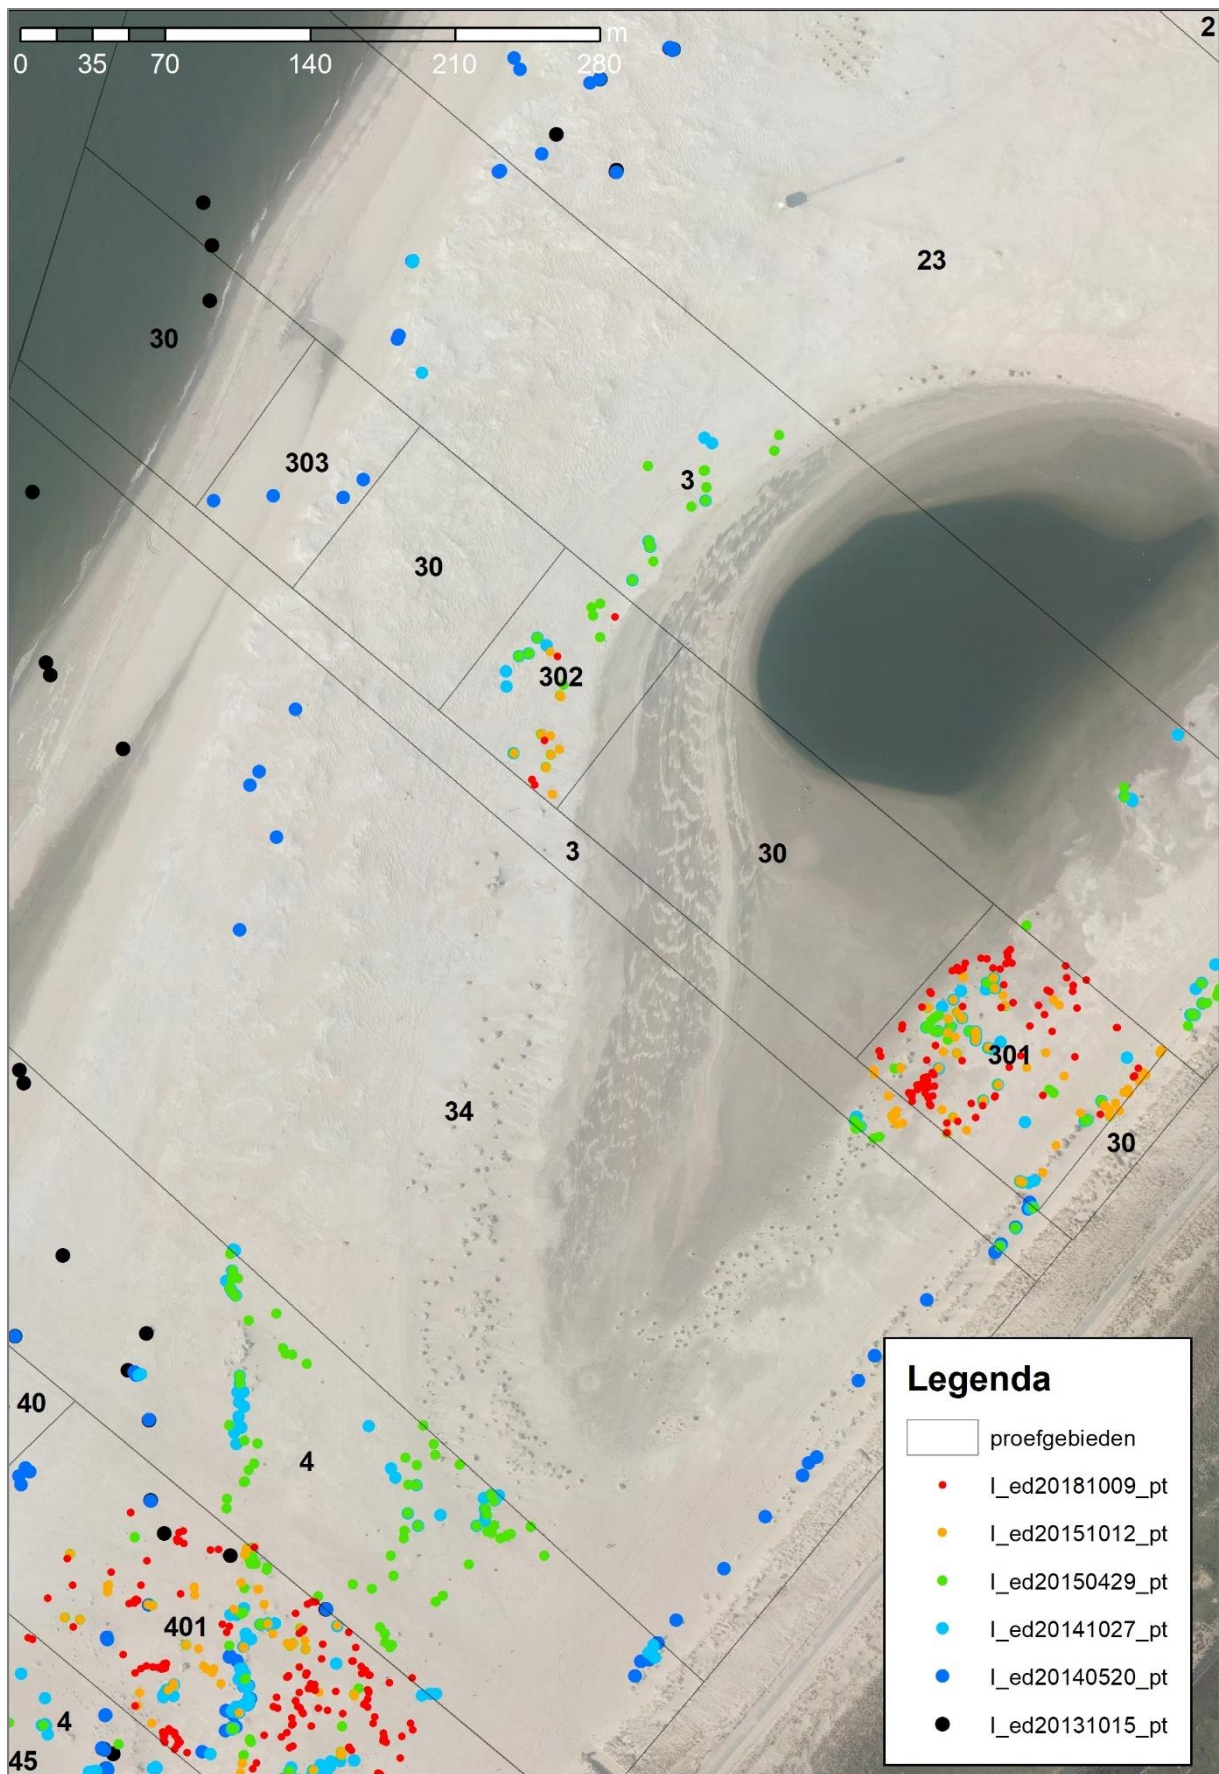 2
m
0 35 70 140 210 280
23
30
303
3
30
302
3
30
301
34
30
40
4
401
4
45
Legenda
proefgebieden
l_ed20181009_pt
l_ed20151012_pt
l_ed20150429_pt
l_ed20141027_pt
l_ed20140520_pt
l_ed20131015_pt